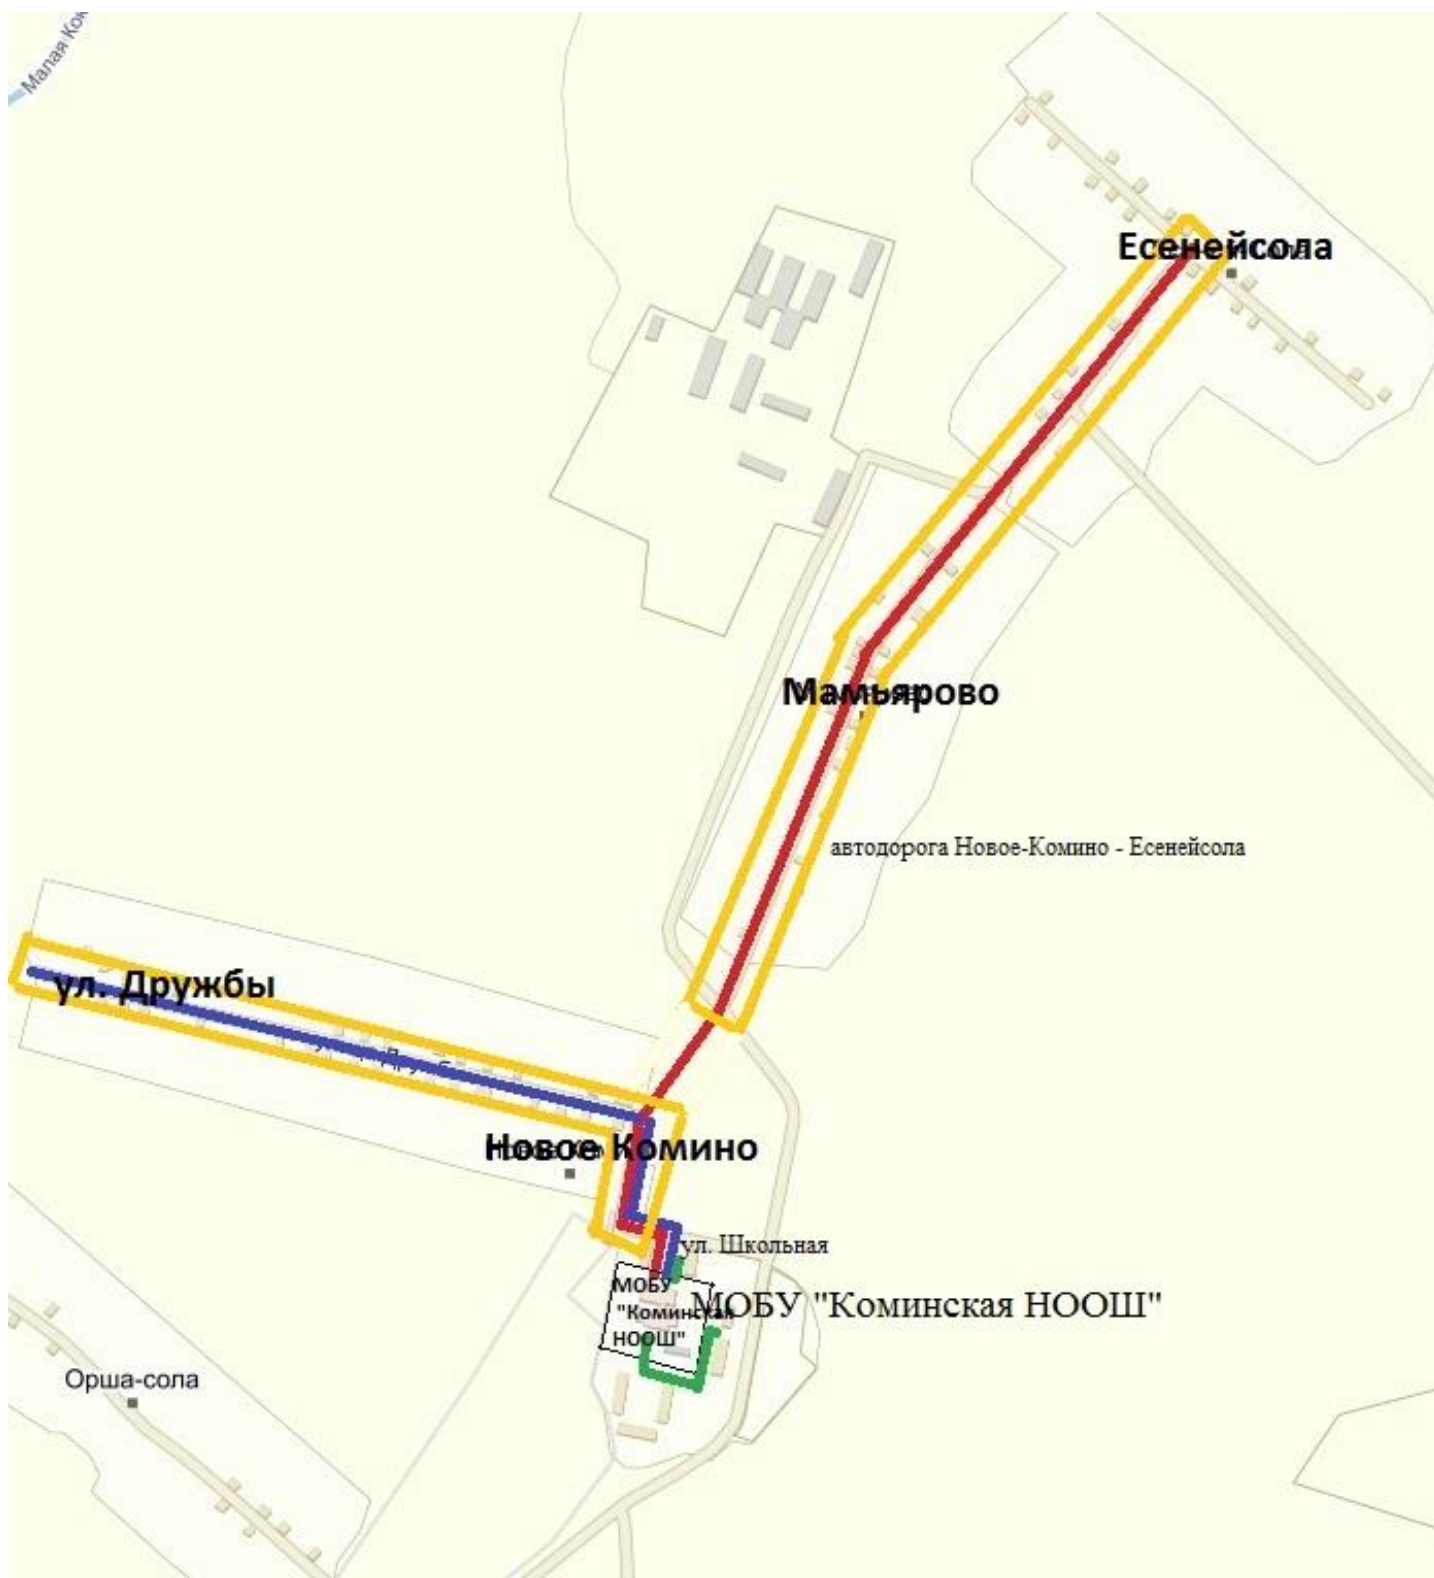 Малая Кок
Есенейсола
Мамьярово
автодорога Новое-Комино - Есенейсола
ул. Дружбы
Новое Комино
ул. Школьная
МОБУ
"Коминская
НООШ"
МОБУ "Коминская НООШ"
Орша-сола